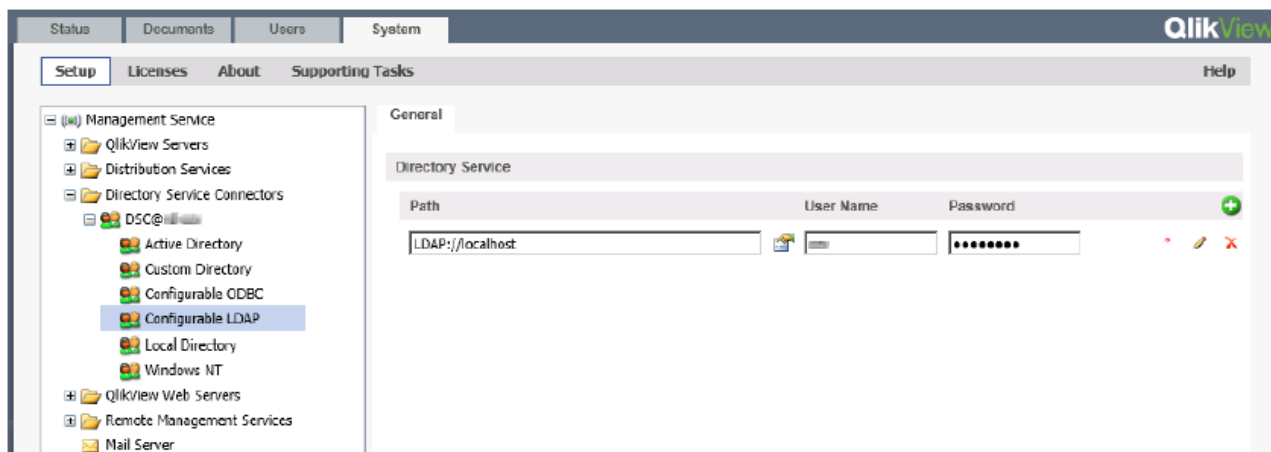 Status Documents Users System QlikView
Setup Licenses About Supporting Tasks Help
Management Service
QlikView Servers
Distribution Services
Directory Service Connectors
DSC@
Active Directory
Custom Directory
Configurable ODBC
Configurable LDAP
Local Directory
Windows NT
QlikView Web Servers
Remote Management Services
Mail Server
General
Directory Service
Path User Name Password
LDAP://localhost ••••••••